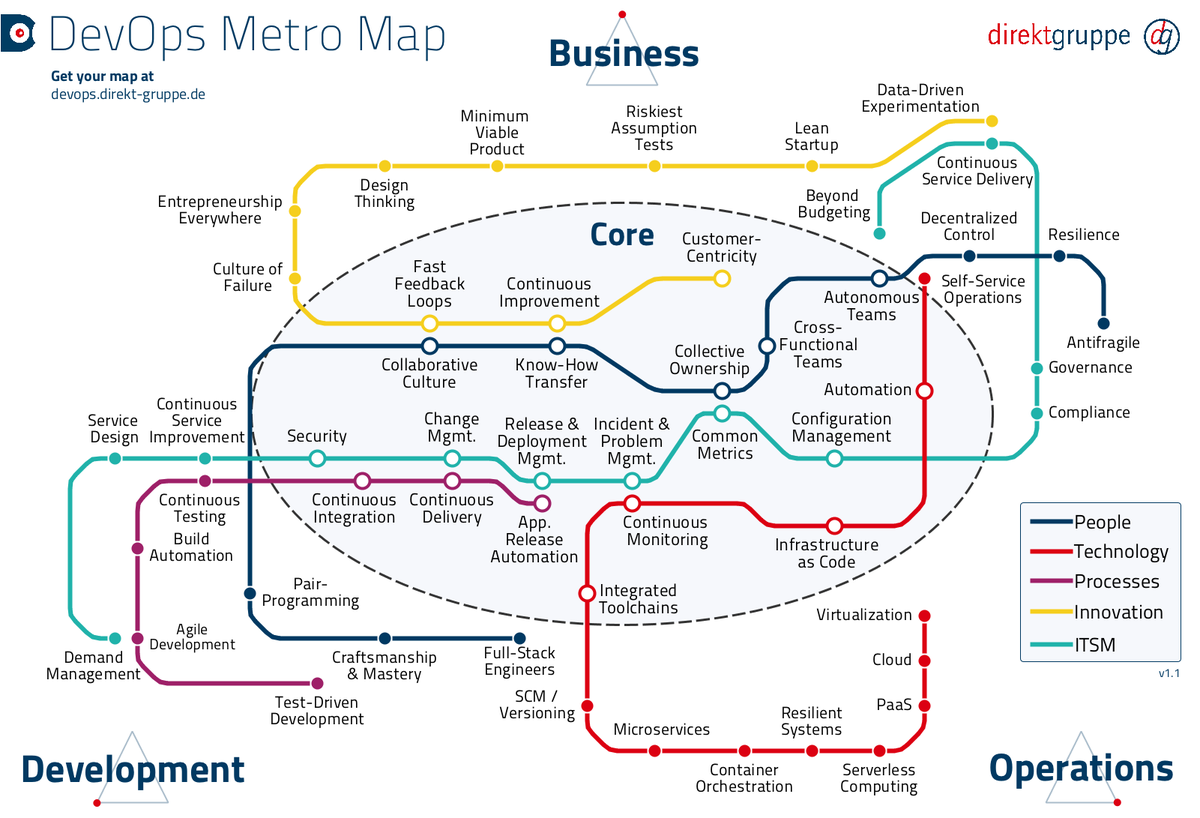 DevOps Metro Map
Get your map at
devops.direkt-gruppe.de
Business
direktgruppe
dg
Data-Driven
Experimentation
Minimum
Viable
Product
Riskiest
Assumption
Tests
Lean
Startup
Continuous
Service Delivery
Design
Thinking
Beyond
Budgeting
Entrepreneurship
Everywhere
Core
Customer-
Centricity
Decentralized
Control
Resilience
Culture of
Failure
Fast
Feedback
Loops
Continuous
Improvement
Self-Service
Operations
Autonomous
Teams
Cross-
Functional
Teams
Antifragile
Collaborative
Culture
Know-How
Transfer
Collective
Ownership
Governance
Automation
Compliance
Service
Design
Continuous
Service
Improvement
Security
Change
Mgmt.
Release &
Deployment
Mgmt.
Incident &
Problem
Mgmt.
Common
Metrics
Configuration
Management
Continuous
Testing
Continuous
Integration
Continuous
Delivery
App.
Release
Automation
Continuous
Monitoring
Infrastructure
as Code
Build
Automation
Pair-
Programming
Integrated
Toolchains
People
Technology
Processes
Innovation
ITSM
v1.1
Virtualization
Cloud
PaaS
Agile
Development
Demand
Management
Craftsmanship
& Mastery
Full-Stack
Engineers
Test-Driven
Development
SCM /
Versioning
Microservices
Resilient
Systems
Container
Orchestration
Serverless
Computing
Development
Operations